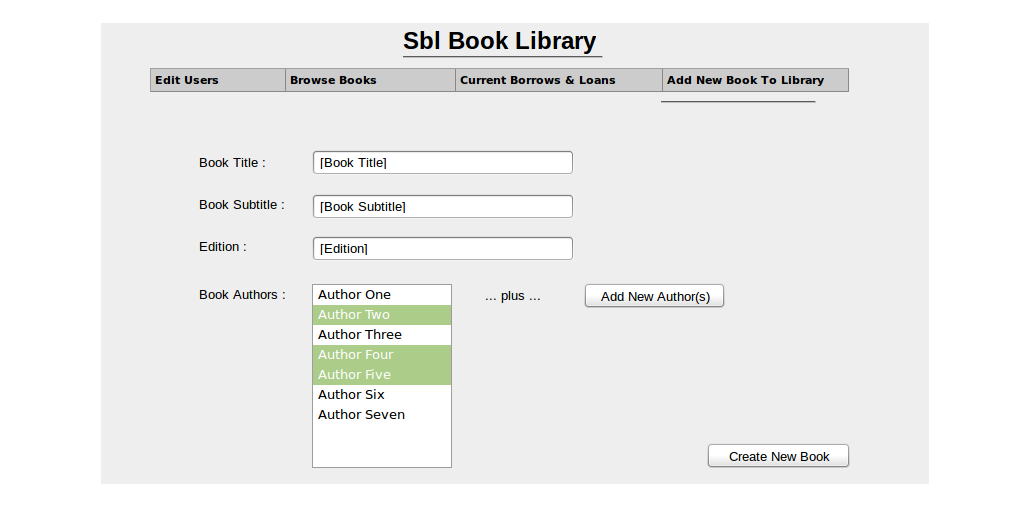 Sbl Book Library
Edit Users Browse Books Current Borrows & Loans Add New Book To Library
Book Title : [Book Title]
Book Subtitle : [Book Subtitle]
Edition : [Edition]
Book Authors : Author One ... plus ... Add New Author(s)
Author Two
Author Three
Author Four
Author Five
Author Six
Author Seven
Create New Book